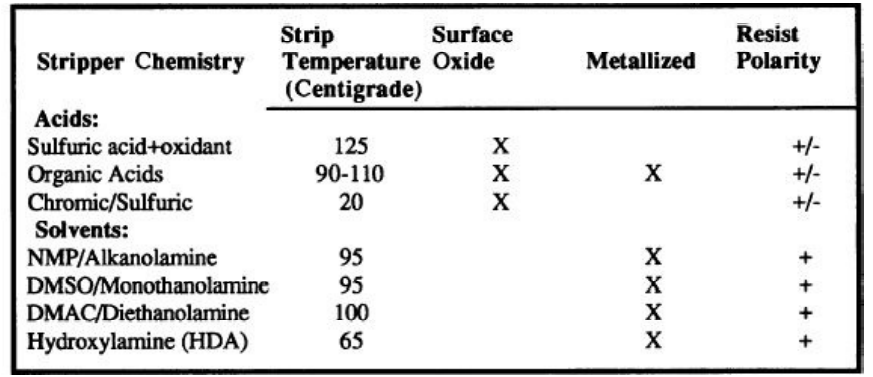 Stripper Chemistry Strip Temperature (Centigrade) Surface Oxide Metallized Resist Polarity
Acids:
Sulfuric acid+oxidant 125 X +/-
Organic Acids 90-110 X X +/-
Chromic/Sulfuric 20 X +/-
Solvents:
NMP/Alkanolamine 95 X +
DMSO/Monothanolamine 95 X +
DMAC/Diethanolamine 100 X +
Hydroxylamine (HDA) 65 X +